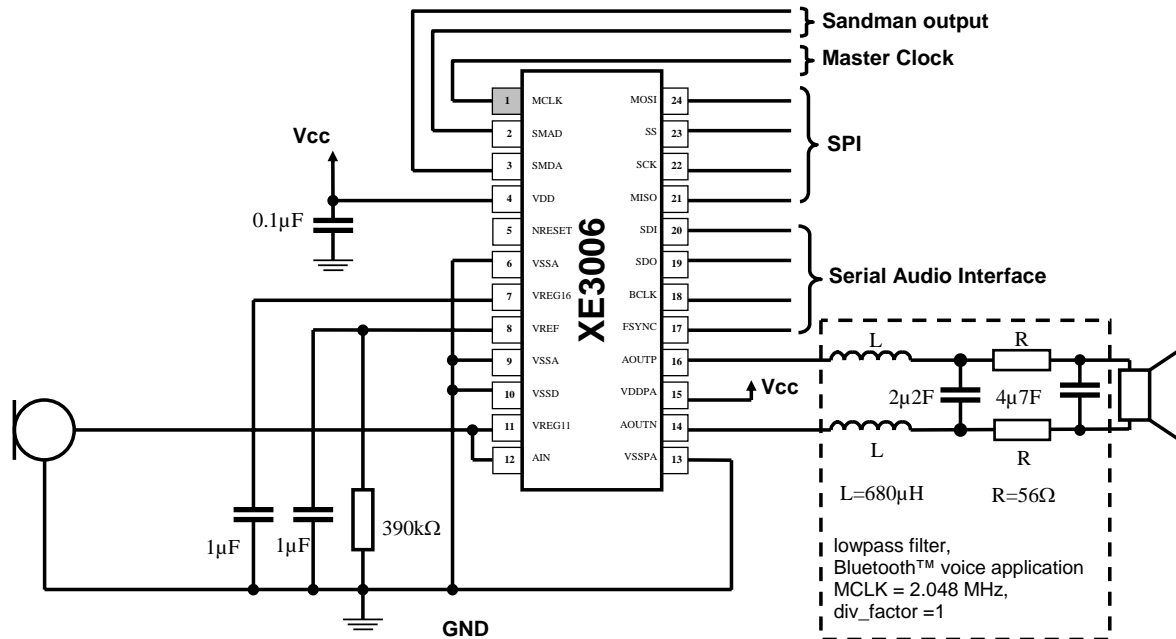 Sandman output
Master Clock
1 MCLK MOSI 24
Vcc
2 SMAD SS 23
SPI
3 SMDA SCK 22
4 VDD MISO 21
0.1µF
5 NRESET SDI 20
6 VSSA SDO 19
XE3006
Serial Audio Interface
7 VREG16 BCLK 18
8 VREF FSYNC 17
L R
9 VSSA AOUTP 16
Vcc
10 VSSD VDDPA 15
2µ2F 4µ7F
11 VREG11 AOUTN 14
12 AIN VSSPA 13
L R
L=680µH R=56Ω
390kΩ
1µF 1µF
lowpass filter,
Bluetooth™ voice application
MCLK = 2.048 MHz,
div_factor =1
GND